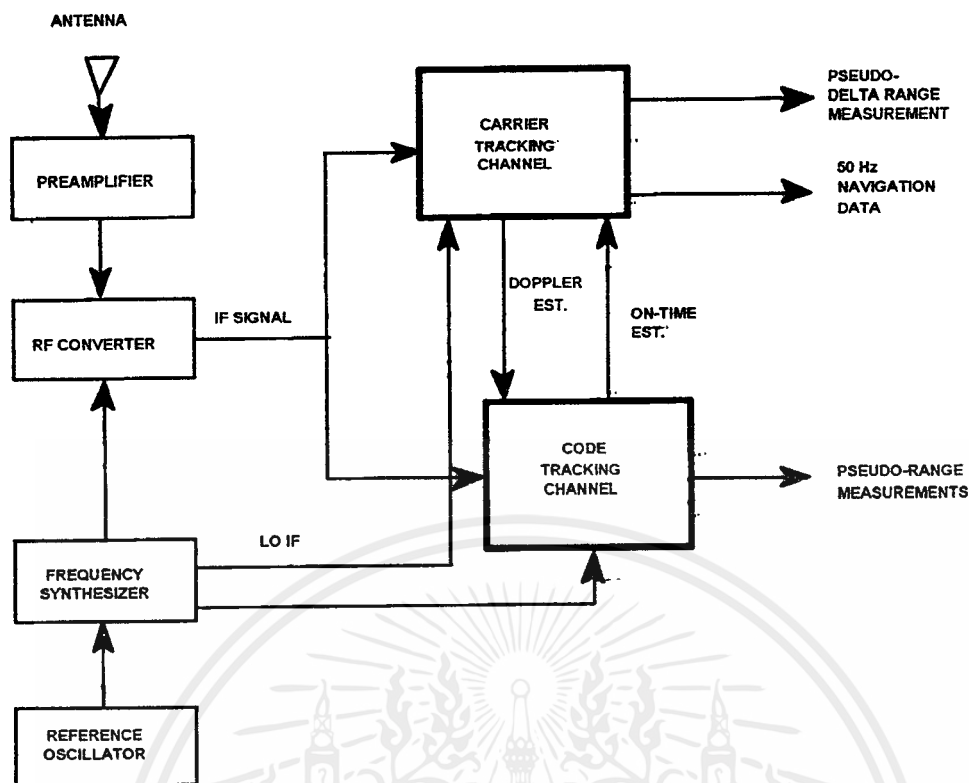 ANTENNA
PREAMPLIFIER
RF CONVERTER
FREQUENCY
SYNTHESIZER
REFERENCE
OSCILLATOR
IF SIGNAL
LO IF
CARRIER
TRACKING
CHANNEL
DOPPLER
EST.
ON-TIME
EST.
CODE
TRACKING
CHANNEL
PSEUDO-
DELTA RANGE
MEASUREMENT
50 Hz
NAVIGATION
DATA
PSEUDO-RANGE
MEASUREMENTS